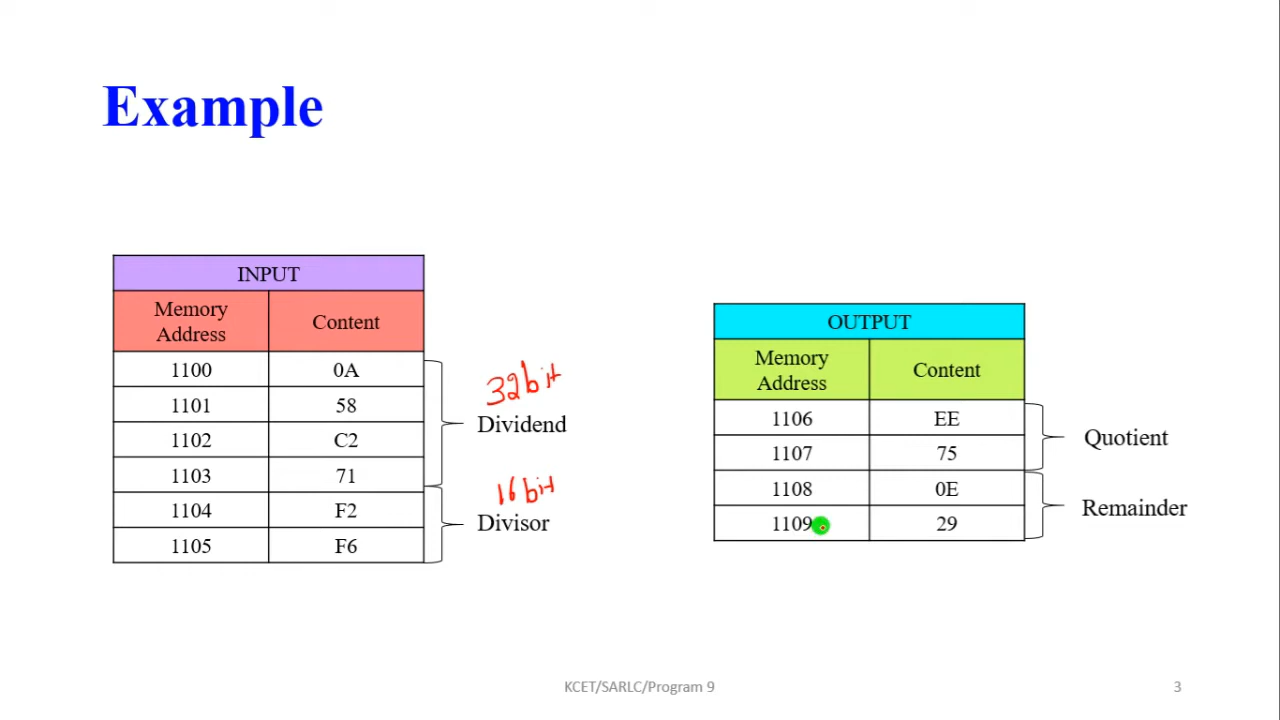 Example
INPUT
Memory Address Content
1100 0A
1101 58
1102 C2
1103 71
1104 F2
1105 F6
32bit
Dividend
16bit
Divisor
OUTPUT
Memory Address Content
1106 EE
1107 75
1108 0E
1109 29
Quotient
Remainder
KCET/SARLC/Program 9
3